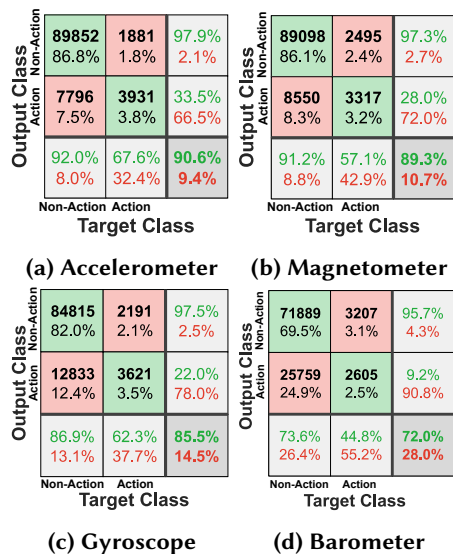 Output Class
Non-Action
Action
89852 1881 97.9%
86.8% 1.8% 2.1%
7796 3931 33.5%
7.5% 3.8% 66.5%
92.0% 67.6% 90.6%
8.0% 32.4% 9.4%
Non-Action Action
Target Class
(a) Accelerometer
Output Class
Non-Action
Action
89098 2495 97.3%
86.1% 2.4% 2.7%
8550 3317 28.0%
8.3% 3.2% 72.0%
91.2% 57.1% 89.3%
8.8% 42.9% 10.7%
Non-Action Action
Target Class
(b) Magnetometer
Output Class
Non-Action
Action
84815 2191 97.5%
82.0% 2.1% 2.5%
12833 3621 22.0%
12.4% 3.5% 78.0%
86.9% 62.3% 85.5%
13.1% 37.7% 14.5%
Non-Action Action
Target Class
(c) Gyroscope
Output Class
Non-Action
Action
71889 3207 95.7%
69.5% 3.1% 4.3%
25759 2605 9.2%
24.9% 2.5% 90.8%
73.6% 44.8% 72.0%
26.4% 55.2% 28.0%
Non-Action Action
Target Class
(d) Barometer